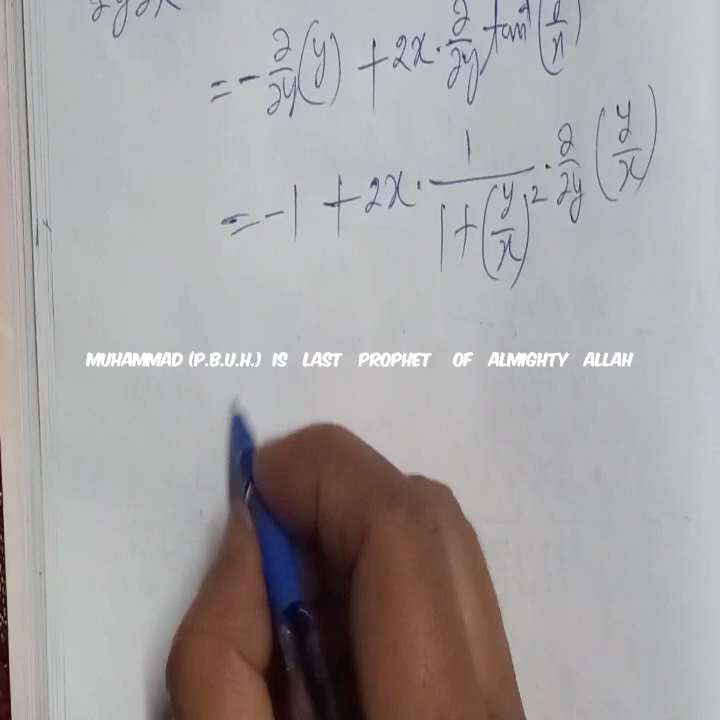 ∂y∂x
= -∂/∂y(y) + 2x·∂/∂y tan⁻¹(y/x)
= -1 + 2x · 1/(1+(y/x)²) · ∂/∂y (y/x)
MUHAMMAD (P.B.U.H.) IS LAST PROPHET OF ALMIGHTY ALLAH